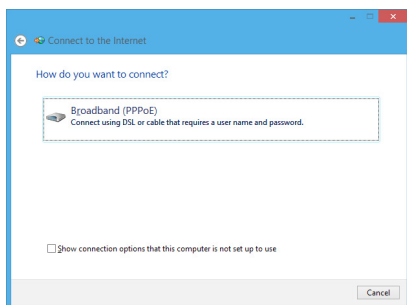 Connect to the Internet
How do you want to connect?
Broadband (PPPoE)
Connect using DSL or cable that requires a user name and password.
Show connection options that this computer is not set up to use
Cancel